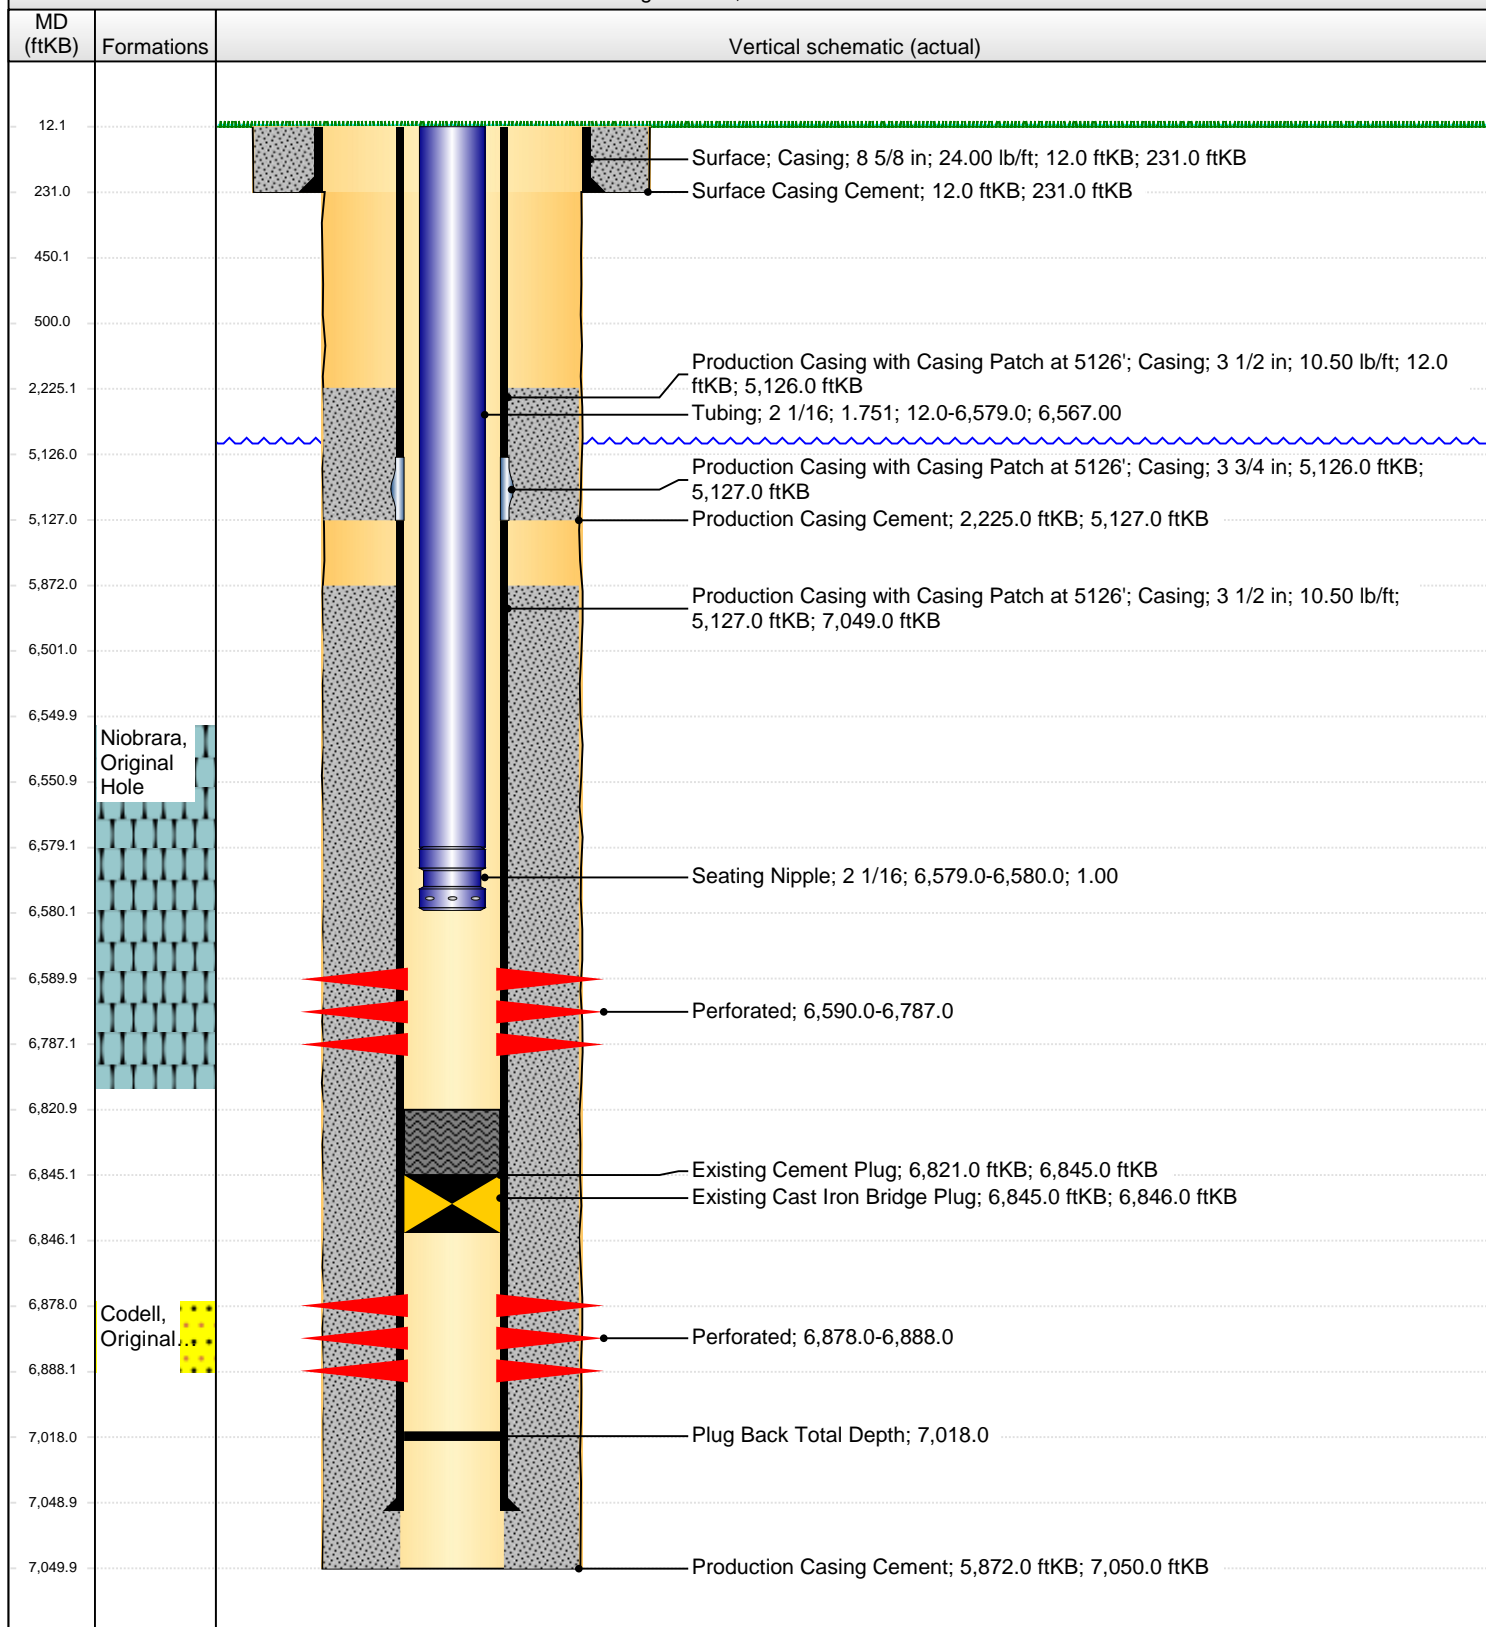 MD
(ftKB)
Formations
Vertical schematic (actual)
12.1
Surface; Casing; 8 5/8 in; 24.00 lb/ft; 12.0 ftKB; 231.0 ftKB
231.0
Surface Casing Cement; 12.0 ftKB; 231.0 ftKB
450.1
500.0
Production Casing with Casing Patch at 5126'; Casing; 3 1/2 in; 10.50 lb/ft; 12.0
ftKB; 5,126.0 ftKB
2,225.1
Tubing; 2 1/16; 1.751; 12.0-6,579.0; 6,567.00
5,126.0
Production Casing with Casing Patch at 5126'; Casing; 3 3/4 in; 5,126.0 ftKB;
5,127.0 ftKB
5,127.0
Production Casing Cement; 2,225.0 ftKB; 5,127.0 ftKB
5,872.0
Production Casing with Casing Patch at 5126'; Casing; 3 1/2 in; 10.50 lb/ft;
5,127.0 ftKB; 7,049.0 ftKB
6,501.0
6,549.9
Niobrara,
Original
Hole
6,550.9
6,579.1
Seating Nipple; 2 1/16; 6,579.0-6,580.0; 1.00
6,580.1
6,589.9
Perforated; 6,590.0-6,787.0
6,787.1
6,820.9
6,845.1
Existing Cement Plug; 6,821.0 ftKB; 6,845.0 ftKB
Existing Cast Iron Bridge Plug; 6,845.0 ftKB; 6,846.0 ftKB
6,846.1
6,878.0
Codell,
Original...
Perforated; 6,878.0-6,888.0
6,888.1
7,018.0
Plug Back Total Depth; 7,018.0
7,048.9
7,049.9
Production Casing Cement; 5,872.0 ftKB; 7,050.0 ftKB